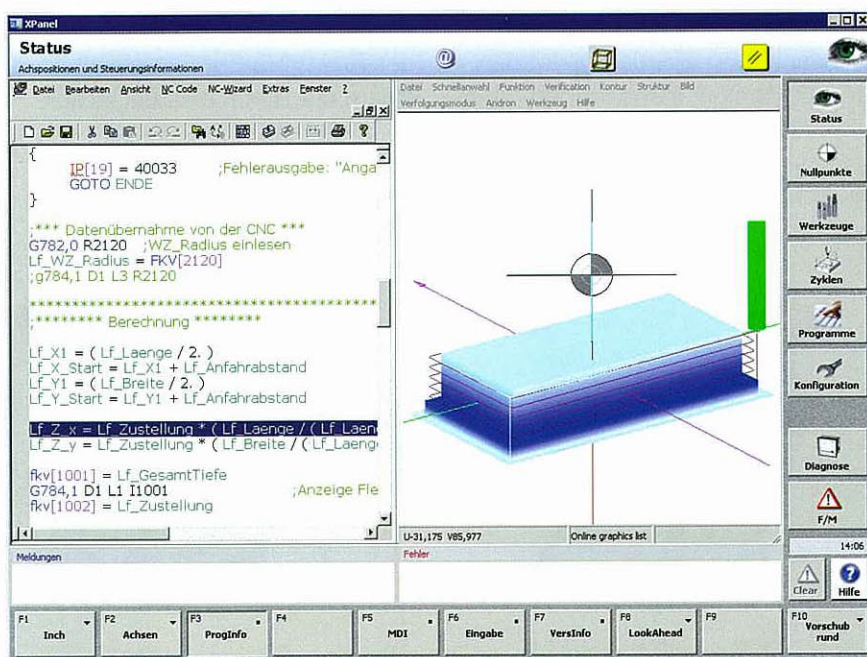 XPanel
Status
Achspositionen und Steuerungsinformationen
Datei Bearbeiten Ansicht NC Code NC-Wizard Extras Fenster ?
{
IP[19] = 40033 ;Fehlerausgabe: "Anga
GOTO ENDE
}
;*** Datenübernahme von der CNC ***
G782,0 R2120 ;WZ_Radius einlesen
Lf_WZ_Radius = FKV[2120]
;g784,1 D1 L3 R2120
;******** Berechnung ********
Lf_X1 = ( Lf_Laenge / 2. )
Lf_X_Start = Lf_X1 + Lf_Anfahrabstand
Lf_Y1 = ( Lf_Breite / 2. )
Lf_Y_Start = Lf_Y1 + Lf_Anfahrabstand
Lf_Z_x = Lf_Zustellung * ( Lf_Laenge / ( Lf_Laen
Lf_Z_y = Lf_Zustellung * ( Lf_Breite / ( Lf_Laeng
fkv[1001] = Lf_GesamtTiefe
G784,1 D1 L1 I1001 ;Anzeige Fle
fkv[1002] = Lf_Zustellung
Datei Schnellanwahl Funktion Verification Kontur Struktur Bild
Verfolgungsmodus Andron Werkzeug Hilfe
U-31,175 V85,977 Online graphics list
Status
Nullpunkte
Werkzeuge
Zyklen
Programme
Konfiguration
Diagnose
F/M
14:06
Clear Hilfe
Meldungen
Fehler
F1 Inch
F2 Achsen
F3 ProgInfo
F4
F5 MDI
F6 Eingabe
F7 VersInfo
F8 LookAhead
F9
F10 Vorschub
rund